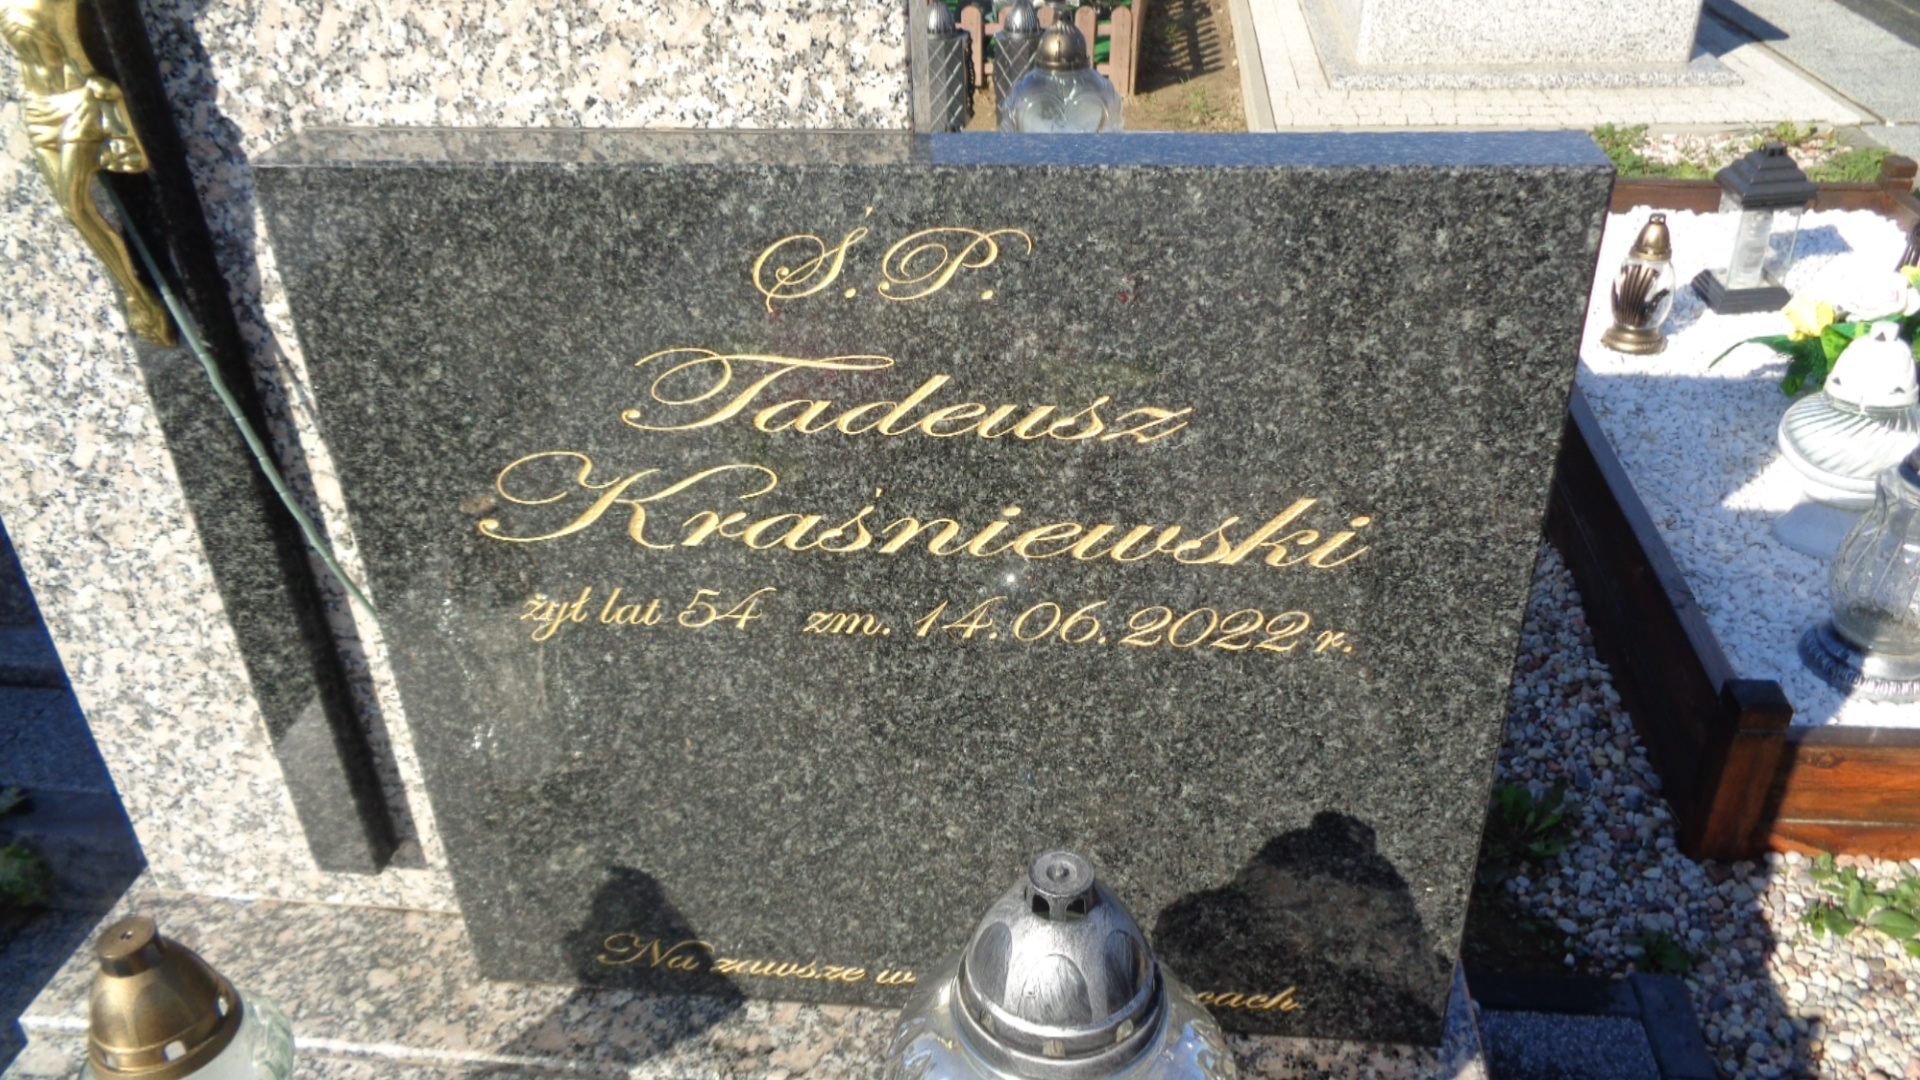 Ś.P.
Tadeusz
Kraśniewski
żył lat 54 zm. 14.06.2022 r.
Na zawsze w